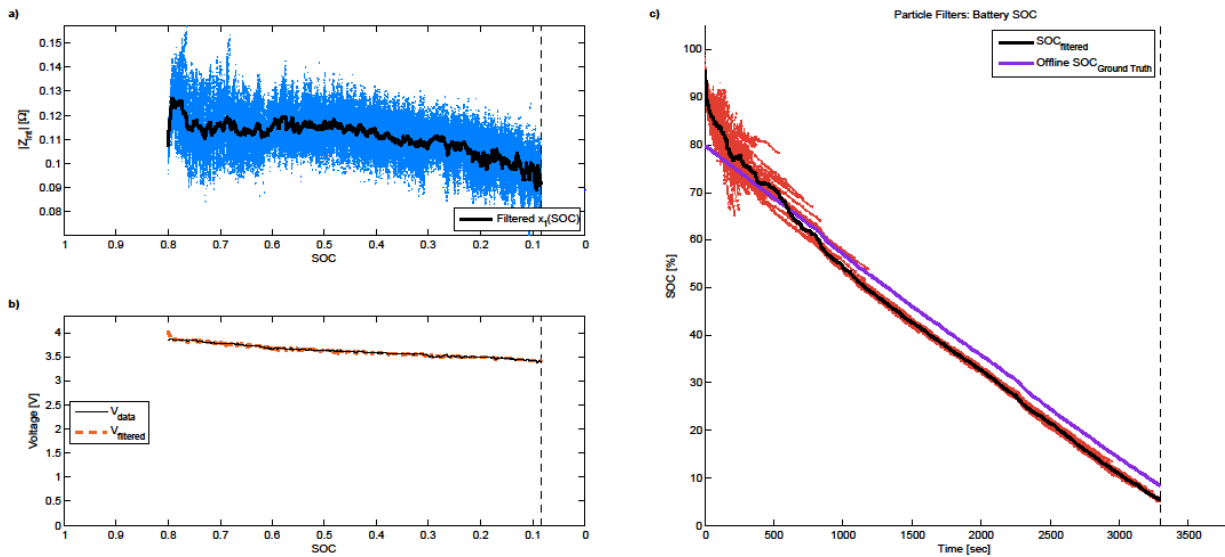 a)
0.15
0.14
0.13
0.12
0.11
0.1
0.09
0.08
|Z_int| [Ω]
Filtered x_1(SOC)
1 0.9 0.8 0.7 0.6 0.5 0.4 0.3 0.2 0.1 0
SOC
b)
4
3.5
3
2.5
2
1.5
1
0.5
0
Voltage [V]
V_data
V_filtered
1 0.9 0.8 0.7 0.6 0.5 0.4 0.3 0.2 0.1 0
SOC
c)
Particle Filters: Battery SOC
SOC_filtered
Offline SOC_Ground Truth
100
90
80
70
60
50
40
30
20
10
0
SOC [%]
0 500 1000 1500 2000 2500 3000 3500
Time [sec]